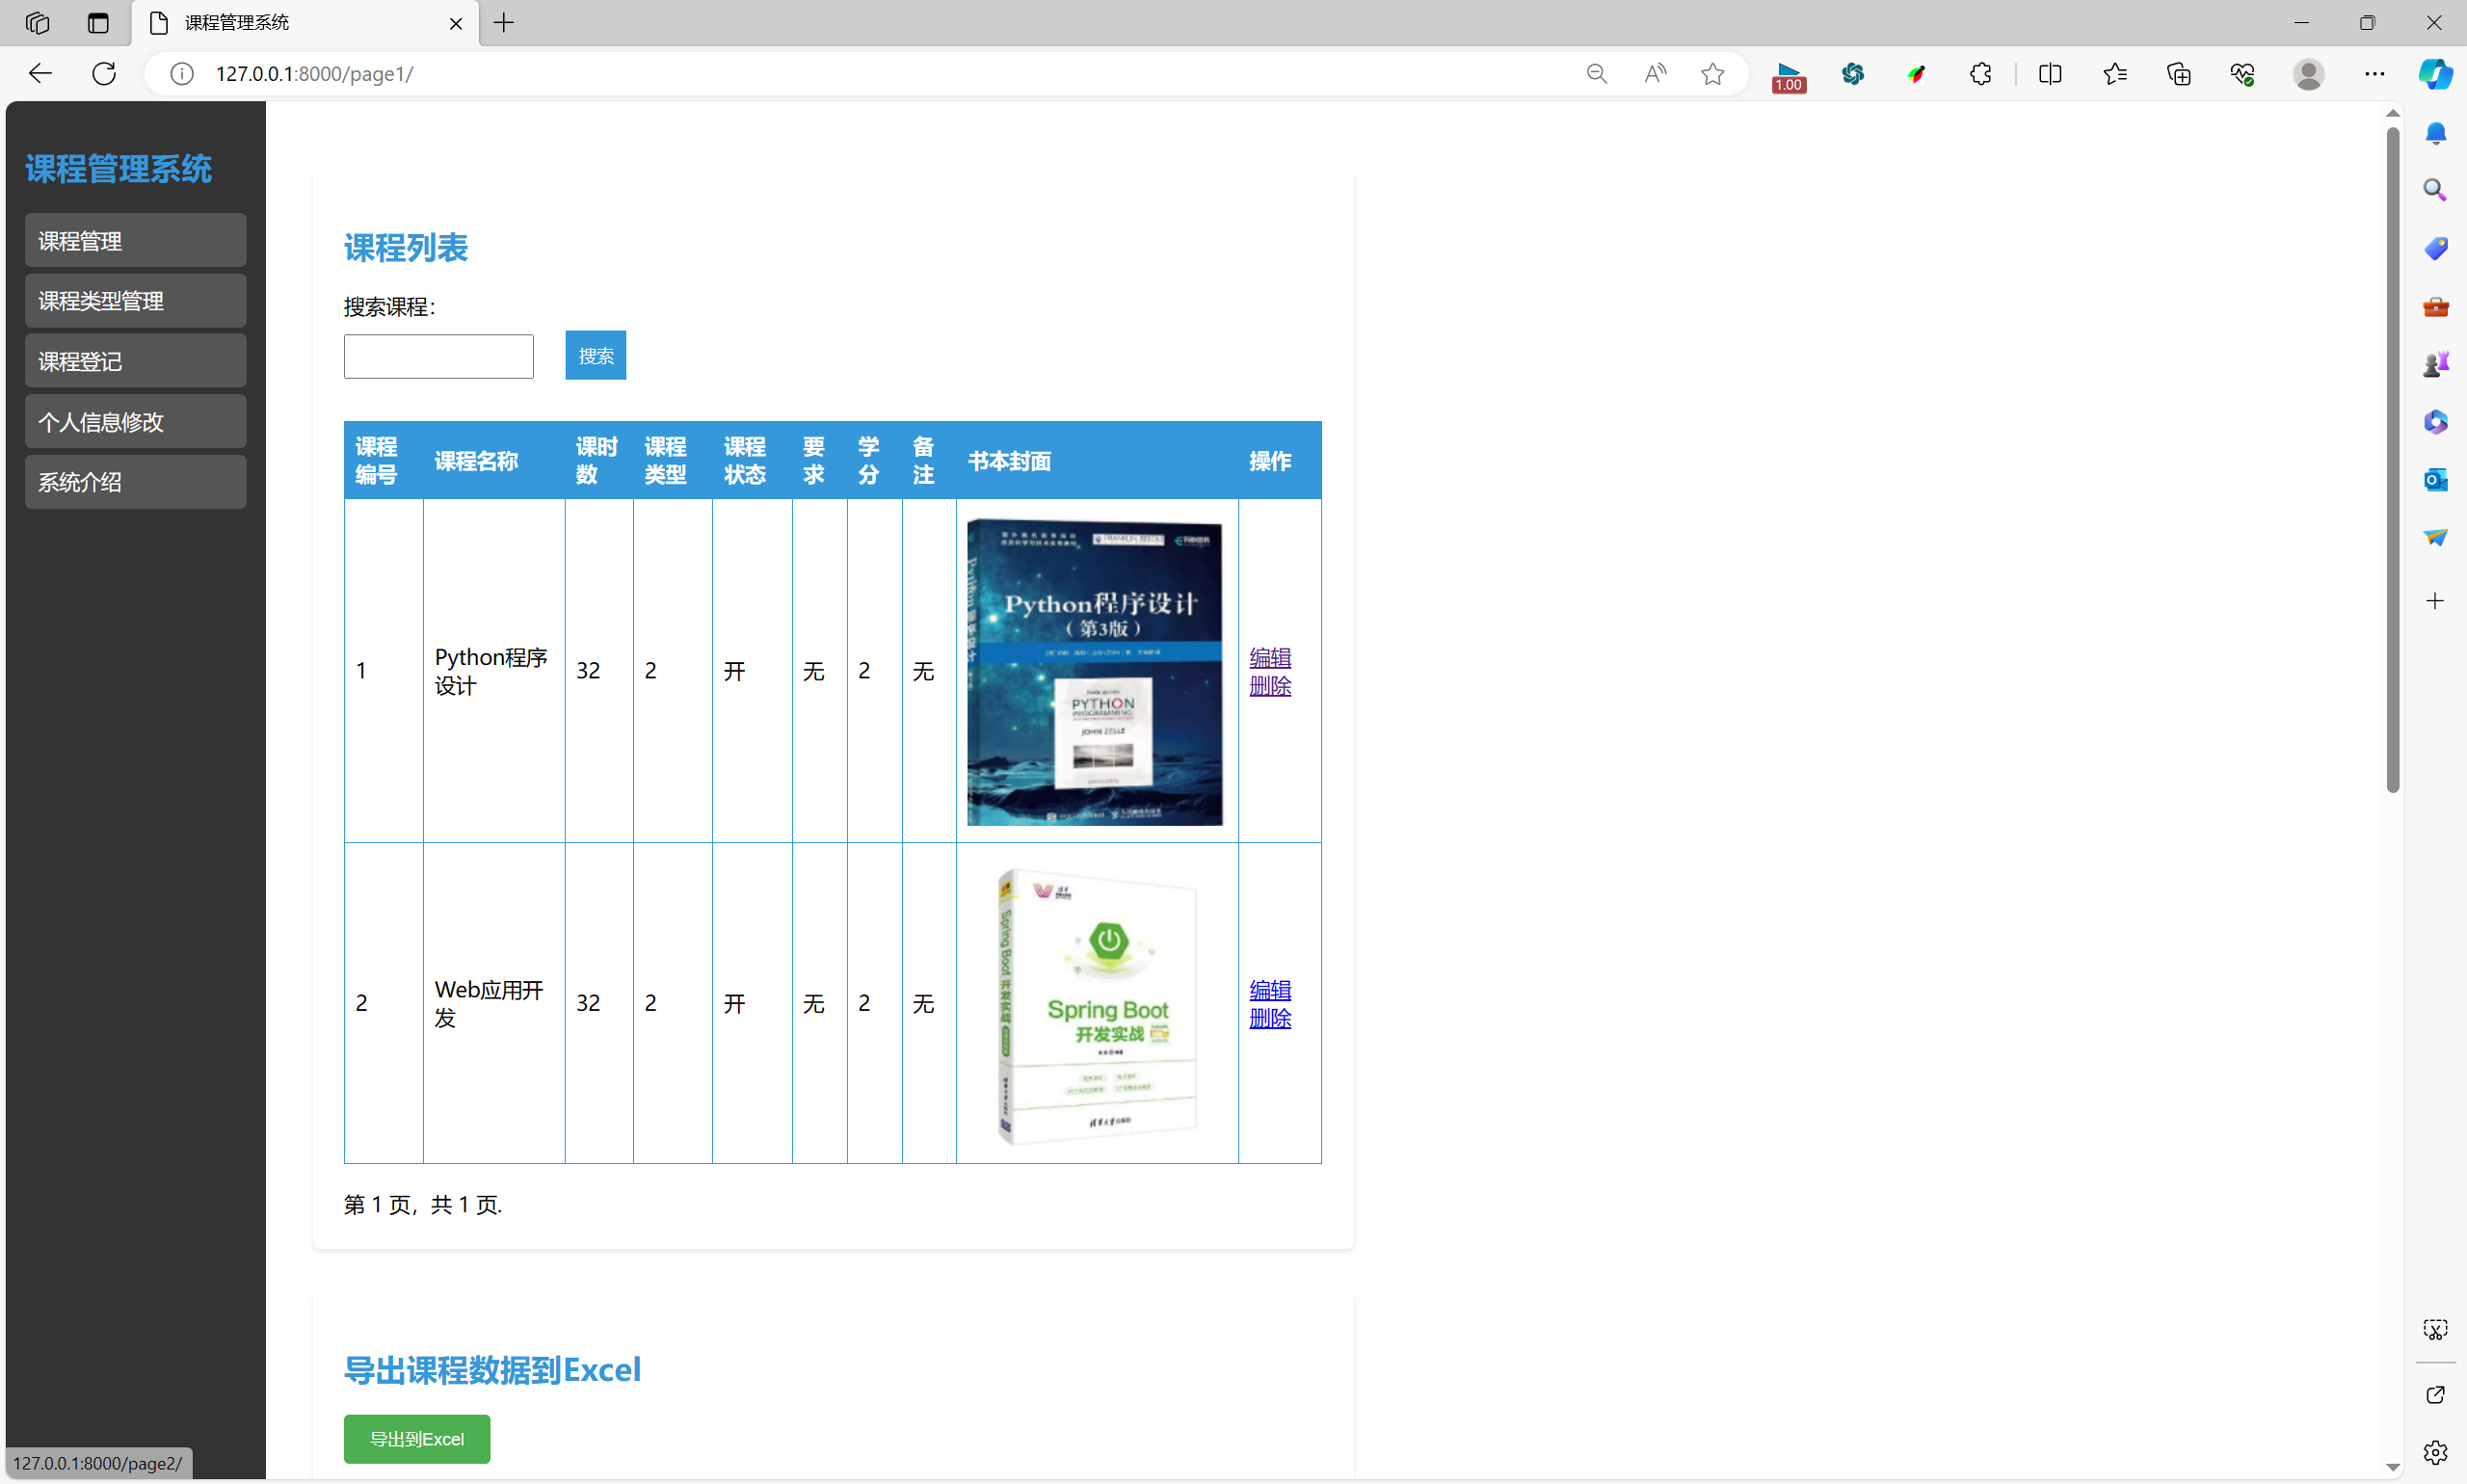 课程管理系统
127.0.0.1:8000/page1/
1.00
课程管理系统
课程管理
课程类型管理
课程登记
个人信息修改
系统介绍
课程列表
搜索课程:
搜索
课程编号 课程名称 课时数 课程类型 课程状态 要求 学分 备注 书本封面 操作
1 Python程序设计 32 2 开 无 2 无 编辑 删除
Python程序设计
（第3版）
PYTHON
PROGRAMMING
JOHN ZELLE
2 Web应用开发 32 2 开 无 2 无 编辑 删除
Spring Boot开发实战
Spring Boot
开发实战
第 1 页，共 1 页.
导出课程数据到Excel
导出到Excel
127.0.0.1:8000/page2/